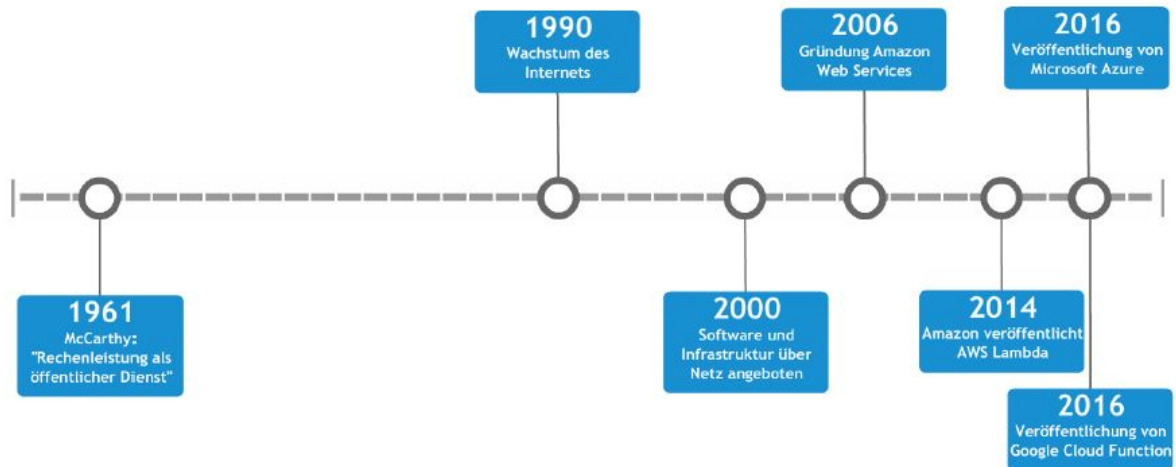 1990
Wachstum des
Internets
2006
Gründung Amazon
Web Services
2016
Veröffentlichung von
Microsoft Azure
1961
McCarthy:
"Rechenleistung als
öffentlicher Dienst"
2000
Software und
Infrastruktur über
Netz angeboten
2014
Amazon veröffentlicht
AWS Lambda
2016
Veröffentlichung von
Google Cloud Function